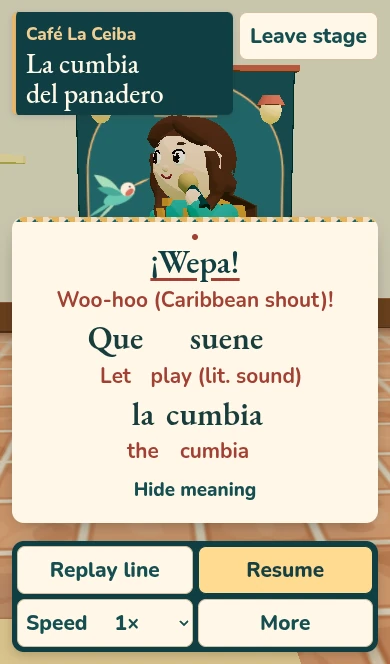 Café La Ceiba
La cumbia
del panadero
Leave stage
¡Wepa!
Woo-hoo (Caribbean shout)!
Que suene
Let play (lit. sound)
la cumbia
the cumbia
Hide meaning
Replay line
Resume
Speed 1×
More